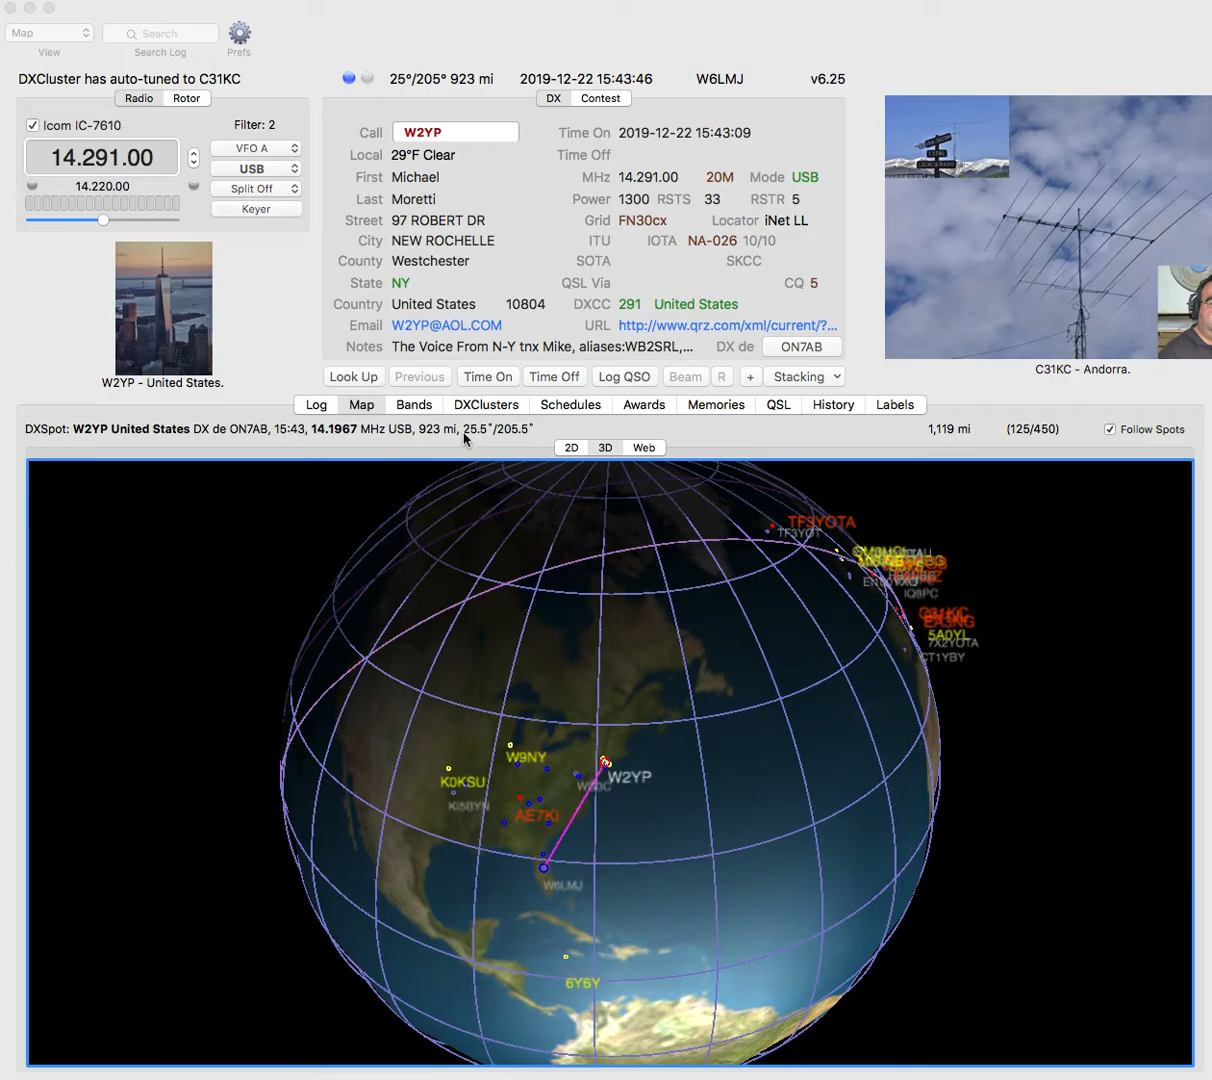 Map
Search
View
Search Log
Prefs
DXCluster has auto-tuned to C31KC
25°/205° 923 mi
2019-12-22 15:43:46
W6LMJ
v6.25
Radio
Rotor
Icom IC-7610
Filter: 2
14.291.00
VFO A
USB
14.220.00
Split Off
Keyer
W2YP - United States.
DX
Contest
Call W2YP Time On 2019-12-22 15:43:09
Local 29°F Clear Time Off
First Michael MHz 14.291.00 20M Mode USB
Last Moretti Power 1300 RSTS 33 RSTR 5
Street 97 ROBERT DR Grid FN30cx Locator iNet LL
City NEW ROCHELLE ITU IOTA NA-026 10/10
County Westchester SOTA SKCC
State NY QSL Via CQ 5
Country United States 10804 DXCC 291 United States
Email W2YP@AOL.COM URL http://www.qrz.com/xml/current/?...
Notes The Voice From N-Y tnx Mike, aliases:WB2SRL,... DX de ON7AB
Look Up Previous Time On Time Off Log QSO Beam R + Stacking
C31KC - Andorra.
Log Map Bands DXClusters Schedules Awards Memories QSL History Labels
DXSpot: W2YP United States DX de ON7AB, 15:43, 14.1967 MHz USB, 923 mi, 25.5°/205.5° 1,119 mi (125/450) Follow Spots
2D 3D Web
TF3YOTA
TF3YOT
IQ8PC
C31KC
EA3NG
5A0YL
7X2YOTA
CT1YBY
W9NY
K0KSU
W2YP
KI5BYN
AE7KI
W6LMJ
6Y6Y